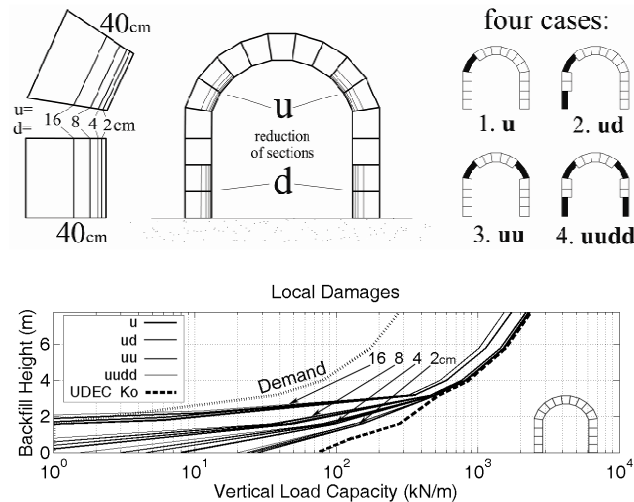 40cm
u=
d=
16 8 4 2cm
40cm
u
reduction
of sections
d
four cases:
1. u
2. ud
3. uu
4. uudd
Local Damages
Backfill Height (m)
6
4
2
0
u
ud
uu
uudd
UDEC Ko
Demand
16 8 4 2cm
10^0 10^1 10^2 10^3 10^4
Vertical Load Capacity (kN/m)